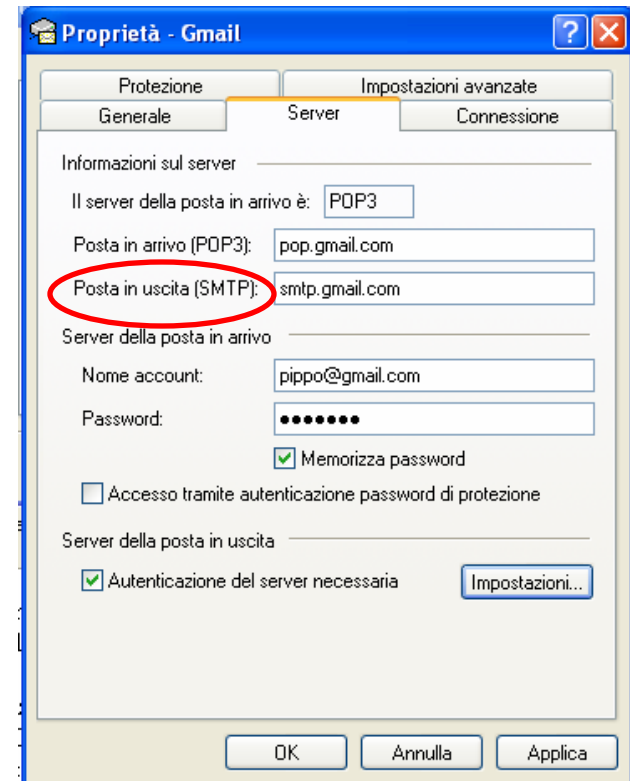 Proprietà - Gmail
Protezione Impostazioni avanzate
Generale Server Connessione
Informazioni sul server
Il server della posta in arrivo è: POP3
Posta in arrivo (POP3): pop.gmail.com
Posta in uscita (SMTP): smtp.gmail.com
Server della posta in arrivo
Nome account: pippo@gmail.com
Password: ●●●●●●●
Memorizza password
Accesso tramite autenticazione password di protezione
Server della posta in uscita
Autenticazione del server necessaria Impostazioni...
OK Annulla Applica